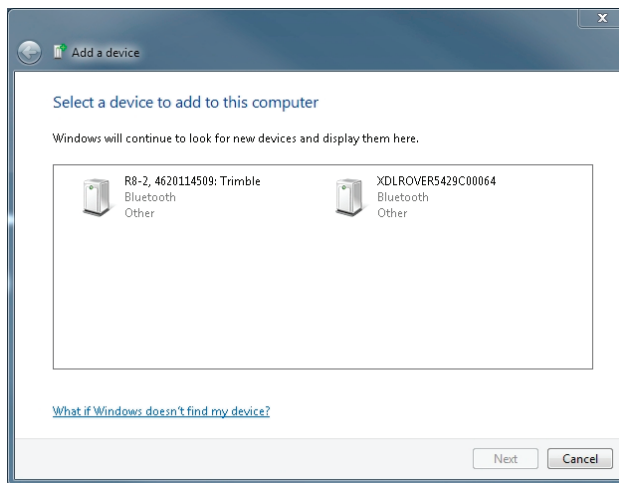 x
Add a device
Select a device to add to this computer
Windows will continue to look for new devices and display them here.
R8-2, 4620114509: Trimble
Bluetooth
Other
XDLROVER5429C00064
Bluetooth
Other
What if Windows doesn't find my device?
Next
Cancel